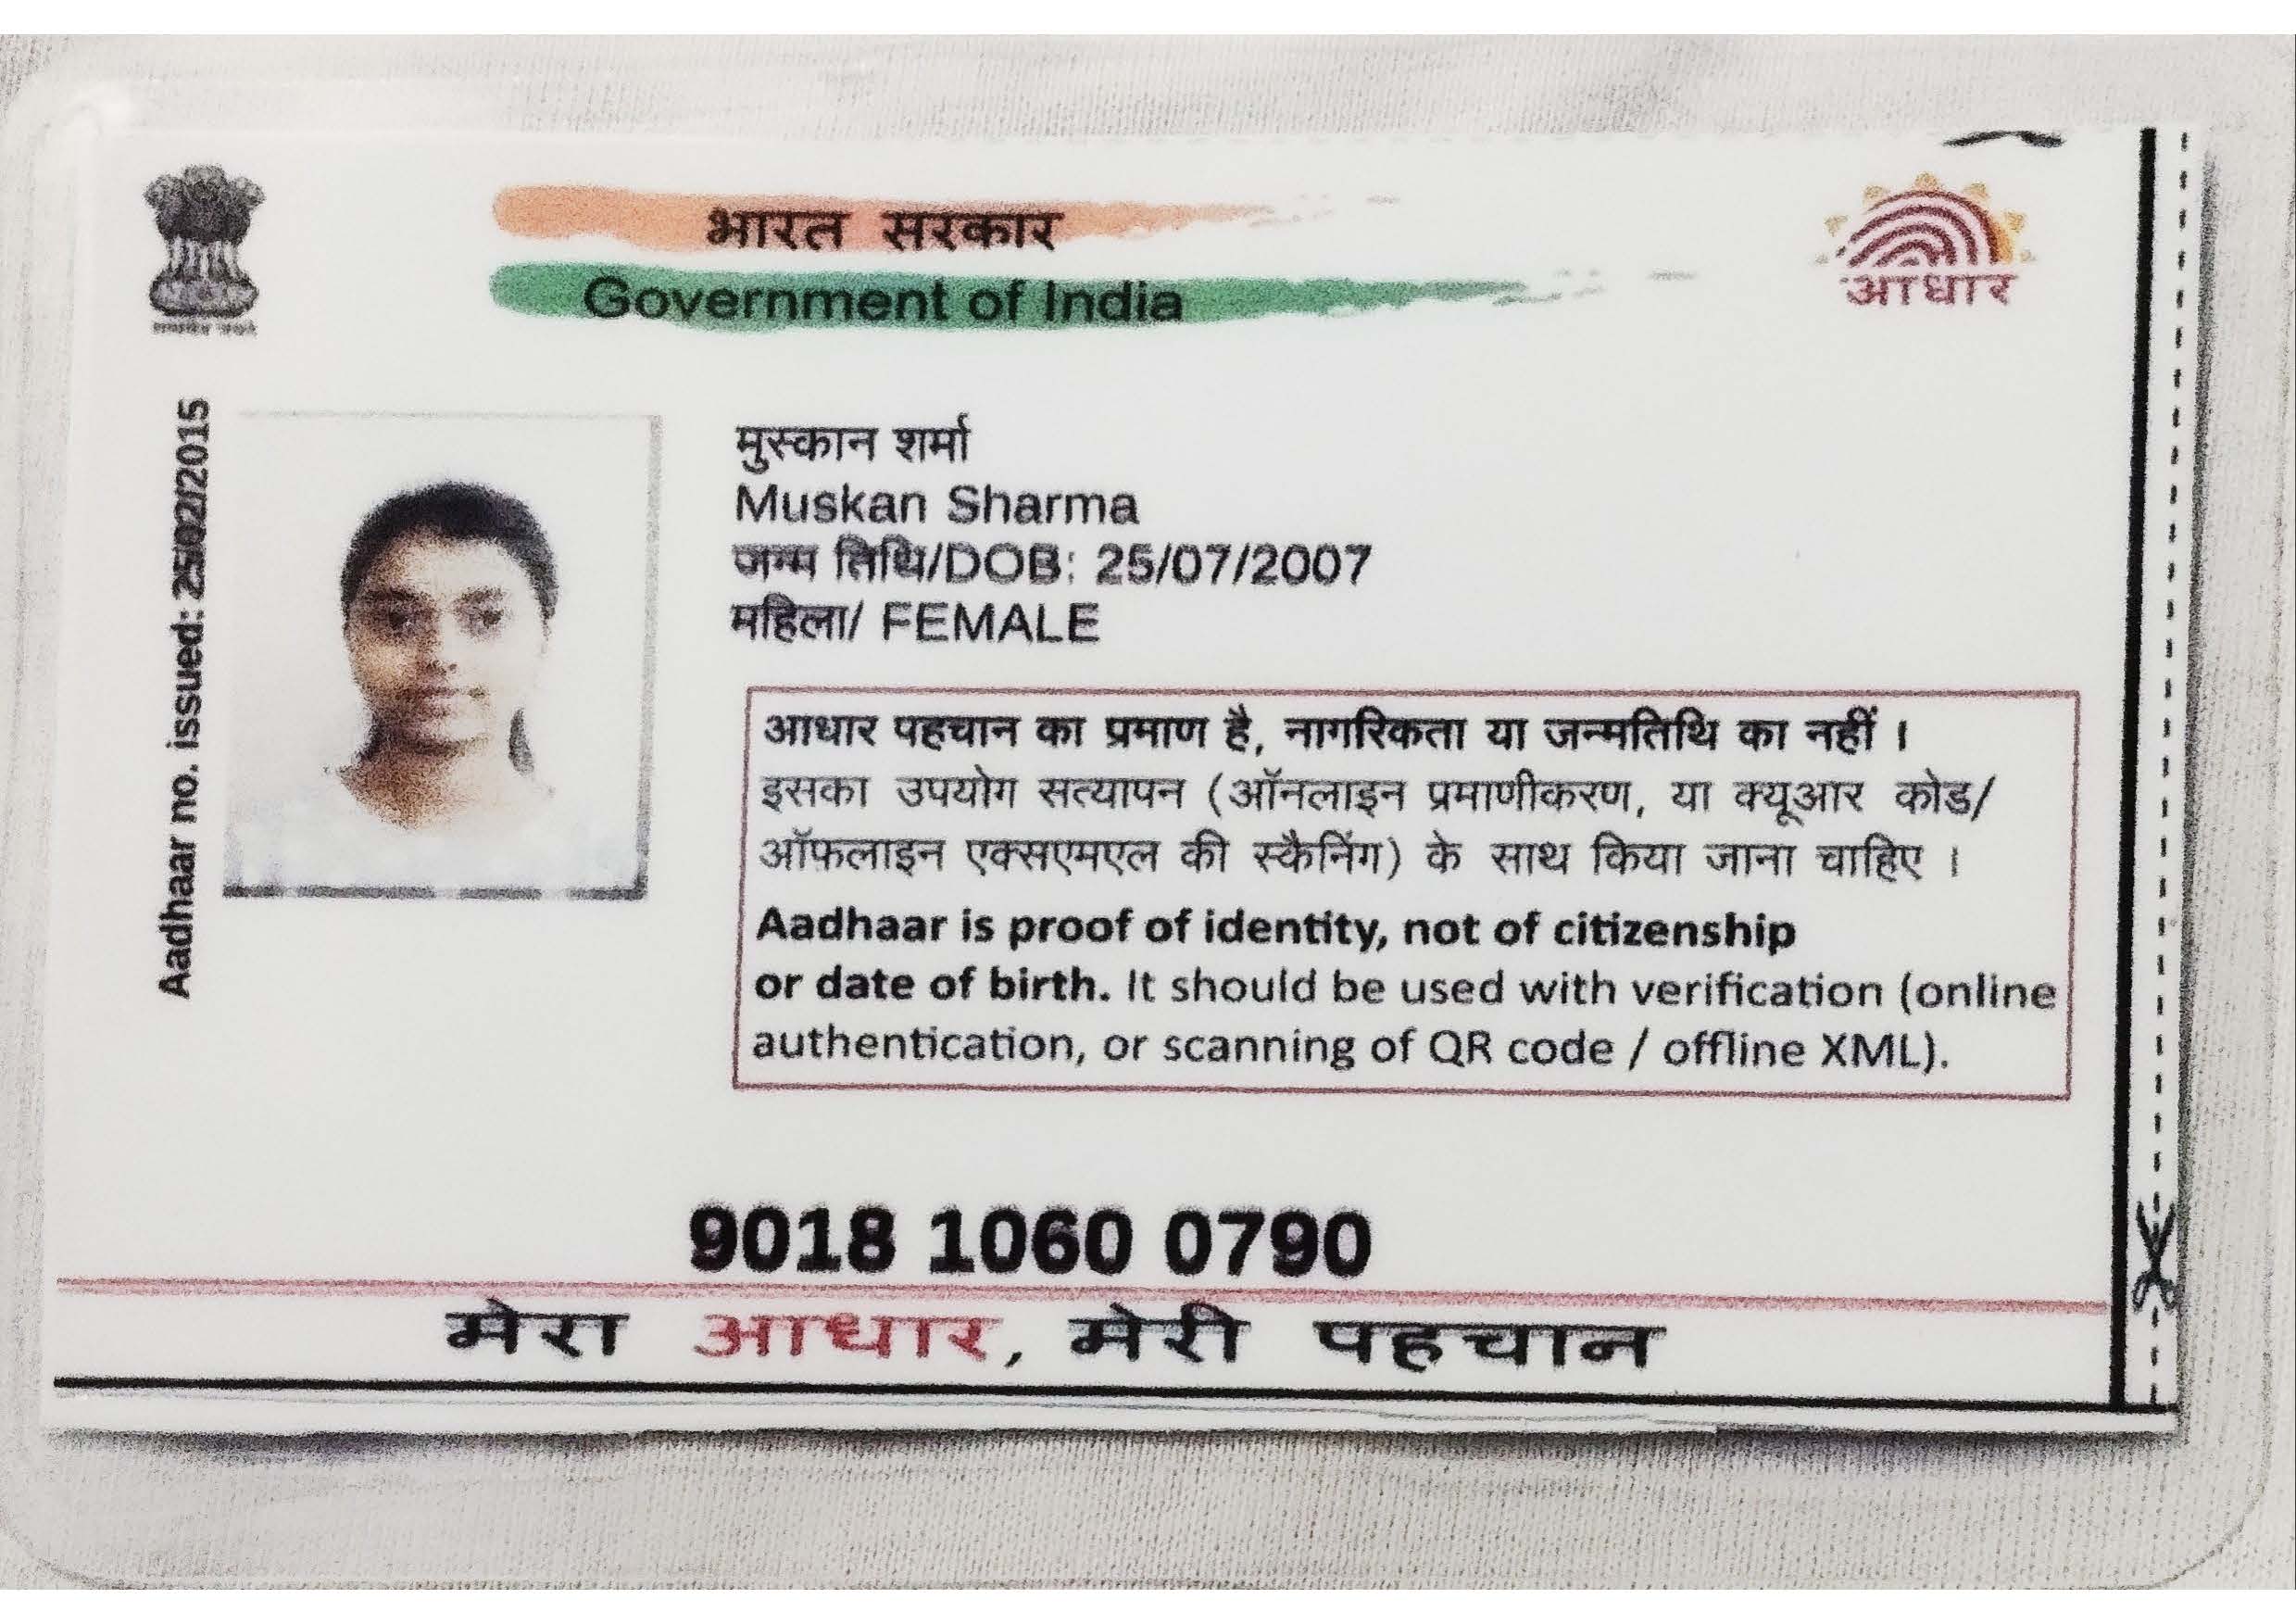 भारत सरकार
Government of India
आधार
Aadhaar no. issued: 25/02/2015
मुस्कान शर्मा
Muskan Sharma
जन्म तिथि/DOB: 25/07/2007
महिला/ FEMALE
आधार पहचान का प्रमाण है, नागरिकता या जन्मतिथि का नहीं ।
इसका उपयोग सत्यापन (ऑनलाइन प्रमाणीकरण, या क्यूआर कोड/
ऑफलाइन एक्सएमएल की स्कैनिंग) के साथ किया जाना चाहिए ।
Aadhaar is proof of identity, not of citizenship
or date of birth. It should be used with verification (online
authentication, or scanning of QR code / offline XML).
9018 1060 0790
मेरा आधार, मेरी पहचान